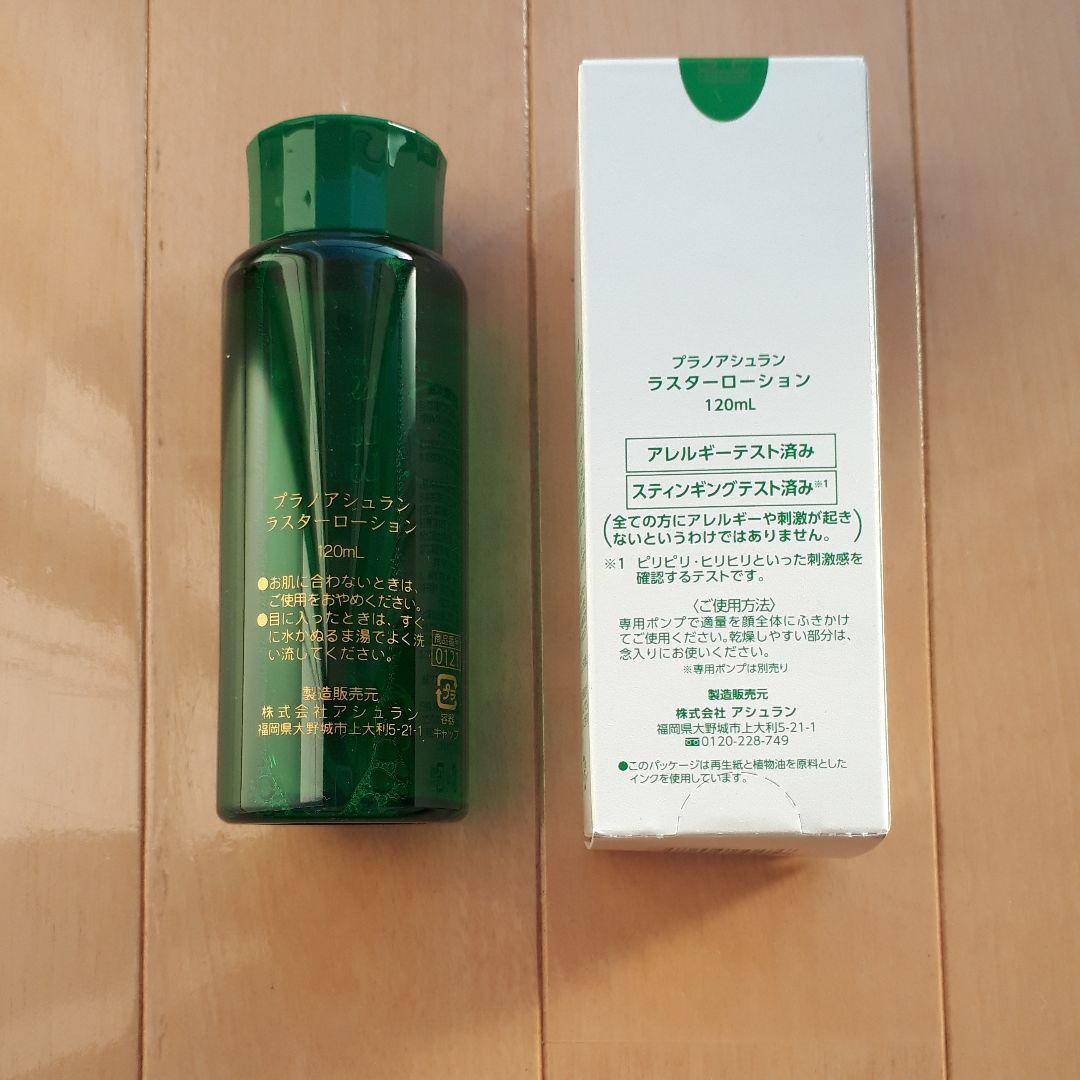 プラノアシュラン
ラスターローション
120mL
●お肌に合わないときは、
ご使用をおやめください。
●目に入ったときは、すぐ
に水かぬるま湯でよく洗
い流してください。
商品番号
0121
プラ
容器
キャップ
製造販売元
株式会社アシュラン
福岡県大野城市上大利5-21-1
プラノアシュラン
ラスターローション
120mL
アレルギーテスト済み
スティンギングテスト済み※1
(全ての方にアレルギーや刺激が起き
ないというわけではありません。)
※1 ピリピリ・ヒリヒリといった刺激感を
確認するテストです。
〈ご使用方法〉
専用ポンプで適量を顔全体にふきかけ
てご使用ください。乾燥しやすい部分は、
念入りにお使いください。
※専用ポンプは別売り
製造販売元
株式会社 アシュラン
福岡県大野城市上大利5-21-1
0120-228-749
●このパッケージは再生紙と植物油を原料とした
インクを使用しています。